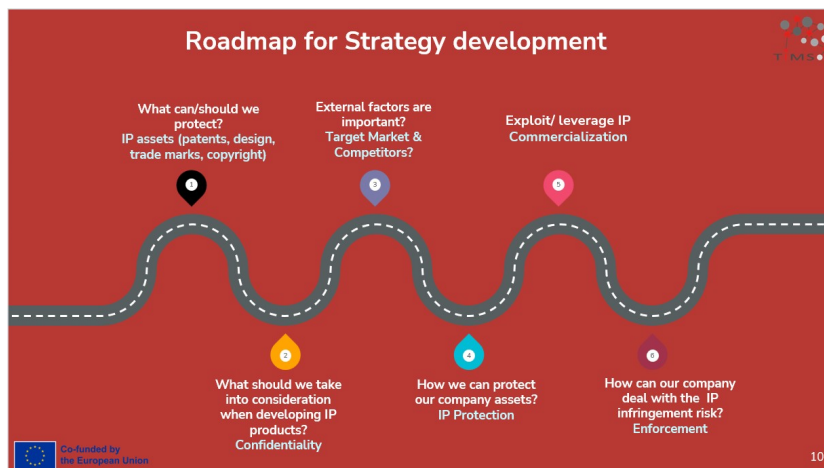 Roadmap for Strategy development
What can/should we
protect?
IP assets (patents, design,
trade marks, copyright)
External factors are
important?
Target Market &
Competitors?
Exploit/ leverage IP
Commercialization
1
3
5
2
4
6
What should we take
into consideration
when developing IP
products?
Confidentiality
How we can protect
our company assets?
IP Protection
How can our company
deal with the IP
infringement risk?
Enforcement
Co-funded by
the European Union
10